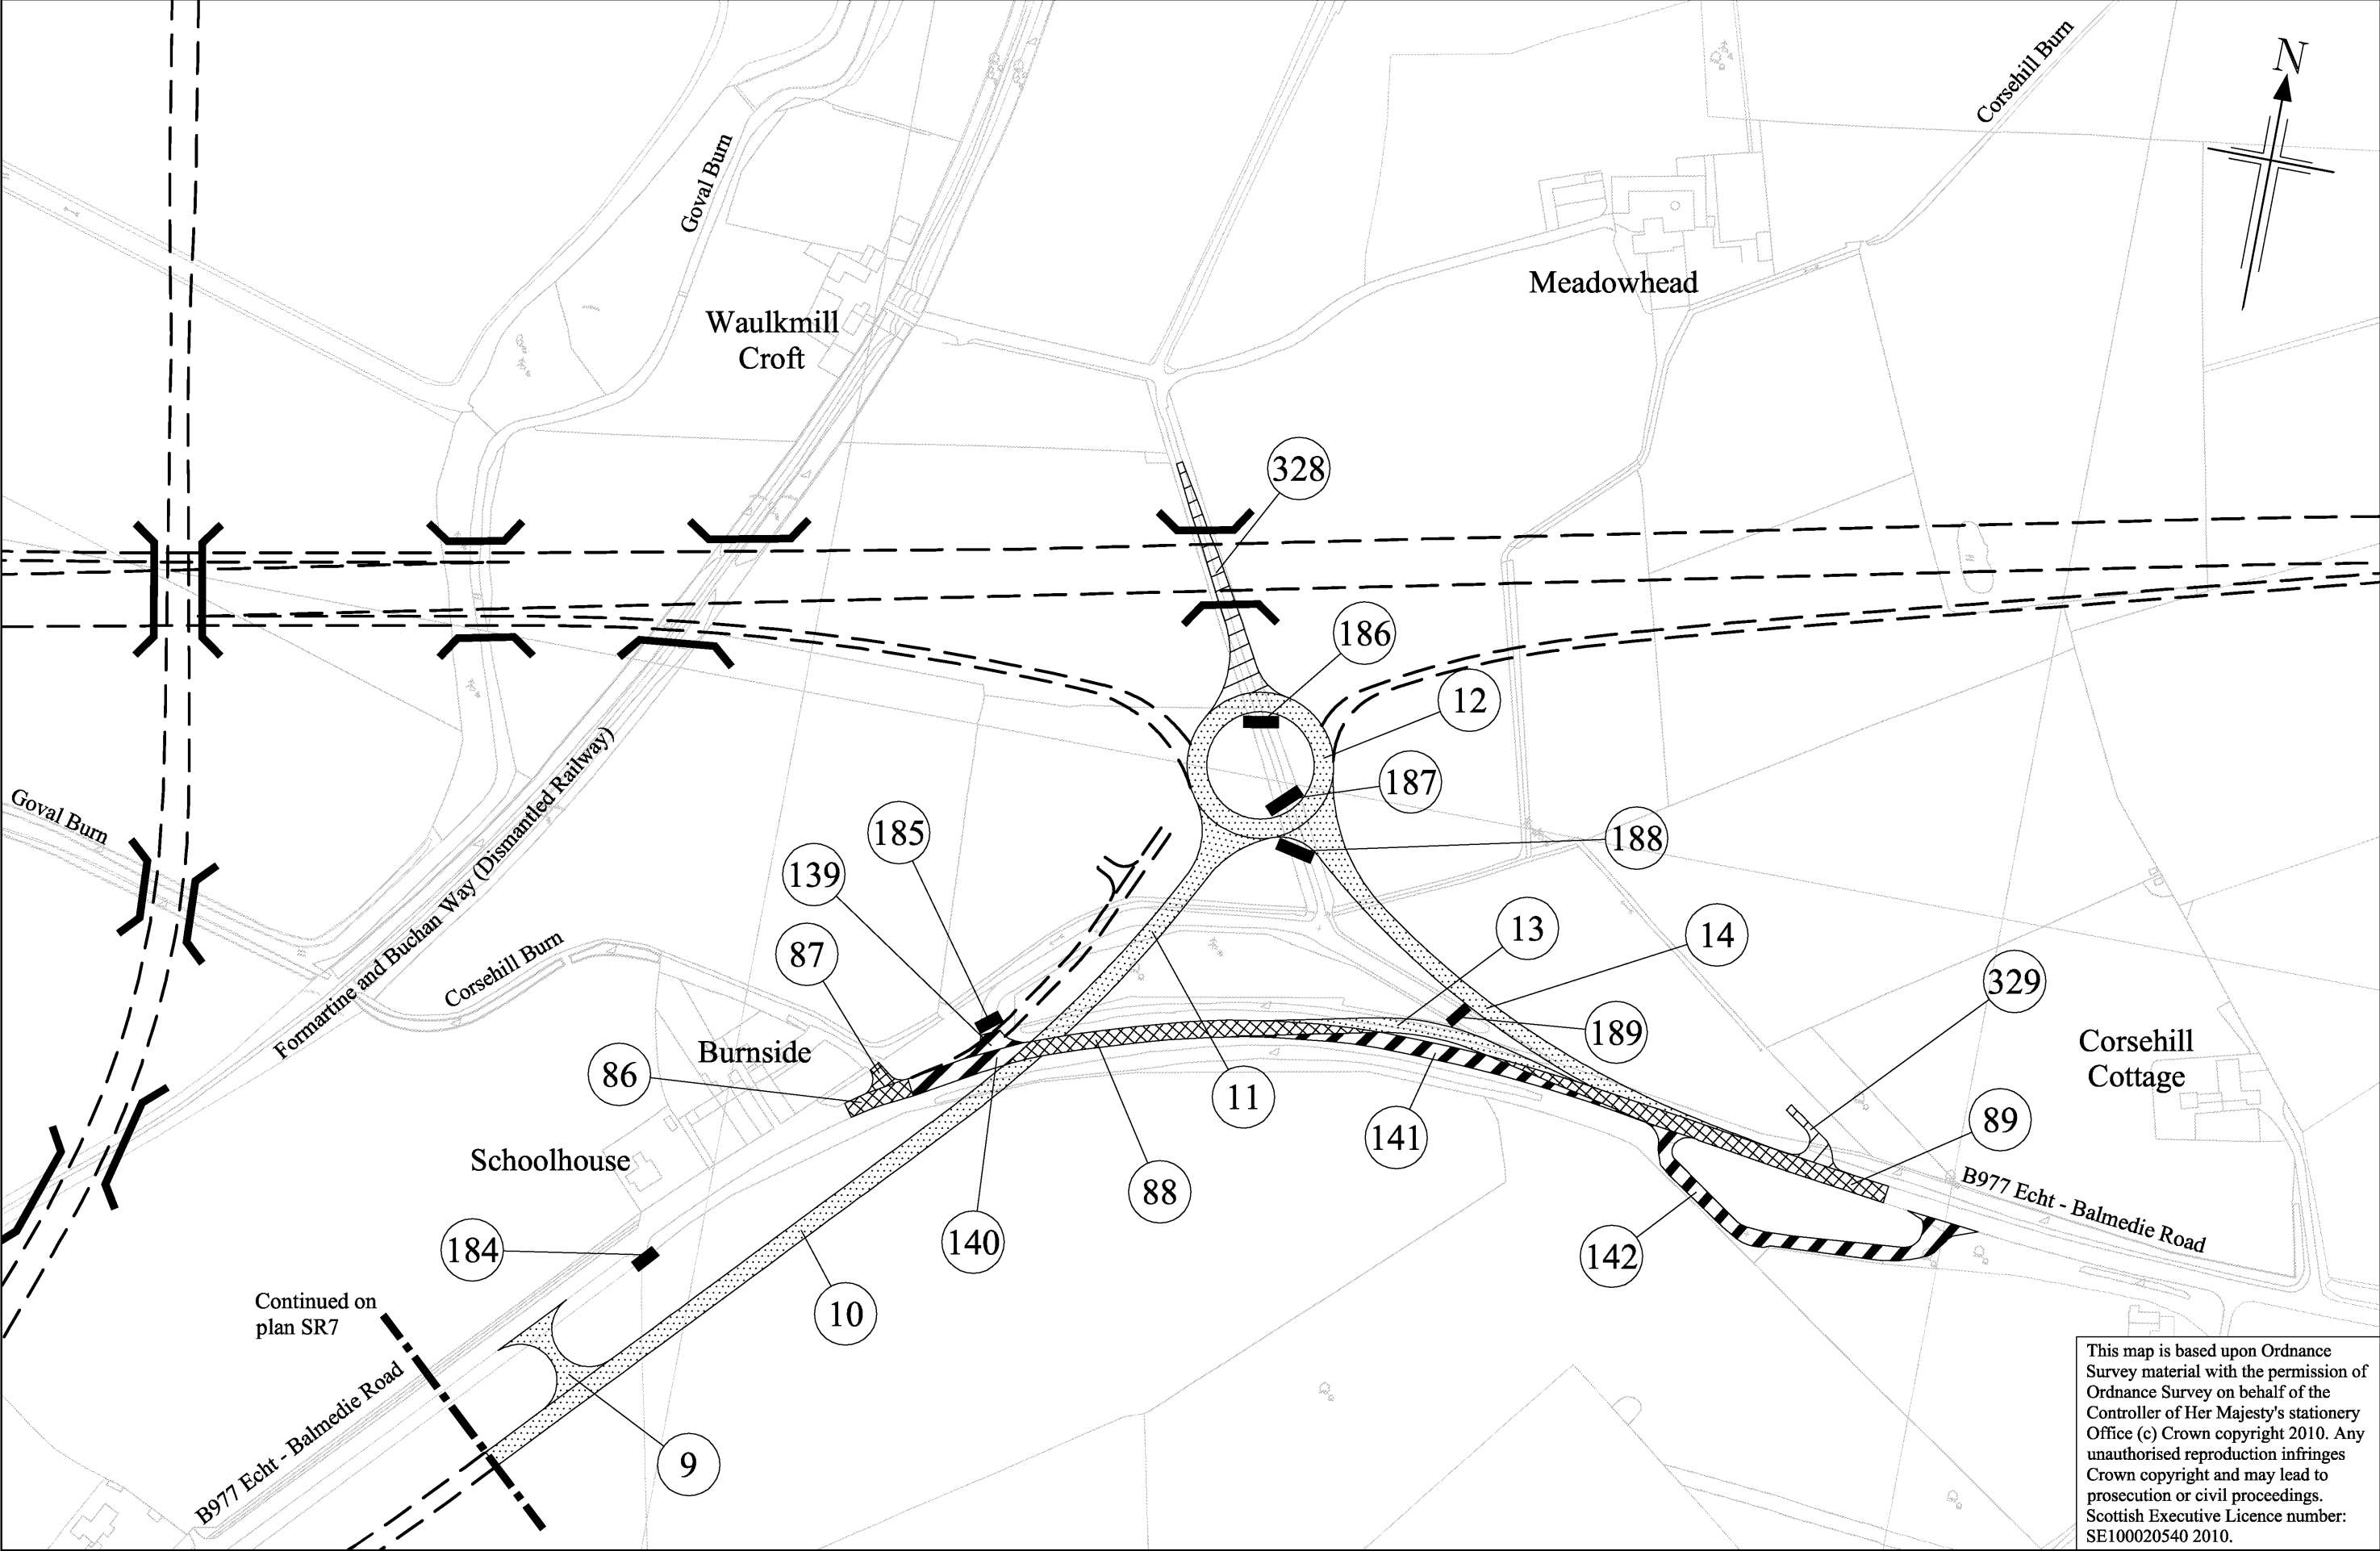 Corsehill Burn
N
Goval Burn
Meadowhead
Waulkmill
Croft
328
186
12
187
Goval Burn
185
188
139
Formartine and Buchan Way (Dismantled Railway)
87
13
14
Corsehill Burn
329
189
Burnside
86
Corsehill
Cottage
11
89
141
Schoolhouse
88
B977 Echt - Balmedie Road
184
140
142
10
Continued on
plan SR7
B977 Echt - Balmedie Road
9
This map is based upon Ordnance
Survey material with the permission of
Ordnance Survey on behalf of the
Controller of Her Majesty's stationery
Office (c) Crown copyright 2010. Any
unauthorised reproduction infringes
Crown copyright and may lead to
prosecution or civil proceedings.
Scottish Executive Licence number:
SE100020540 2010.